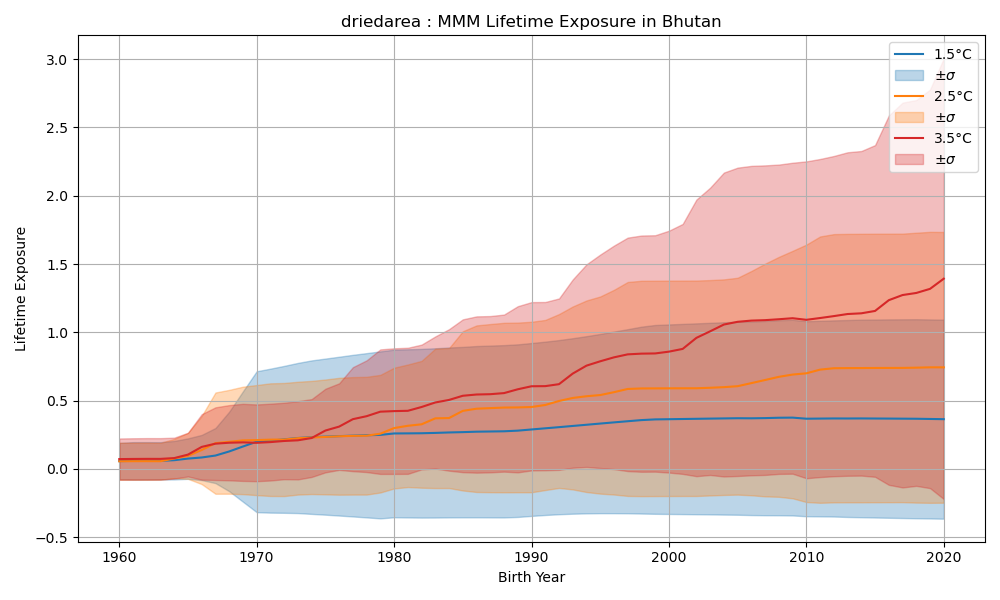 driedarea : MMM Lifetime Exposure in Bhutan
Lifetime Exposure
3.0
2.5
2.0
1.5
1.0
0.5
0.0
−0.5
1.5°C
±σ
2.5°C
±σ
3.5°C
±σ
1960 1970 1980 1990 2000 2010 2020
Birth Year